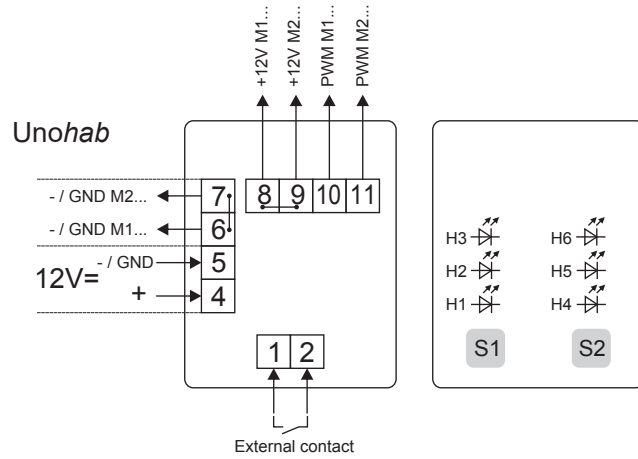 +12V M1...
+12V M2...
PWM M1...
PWM M2...
Unohab
8 9 10 11
- / GND M2... 7
- / GND M1... 6
12V= - / GND 5
+ 4
1 2
External contact
H3 H6
H2 H5
H1 H4
S1 S2